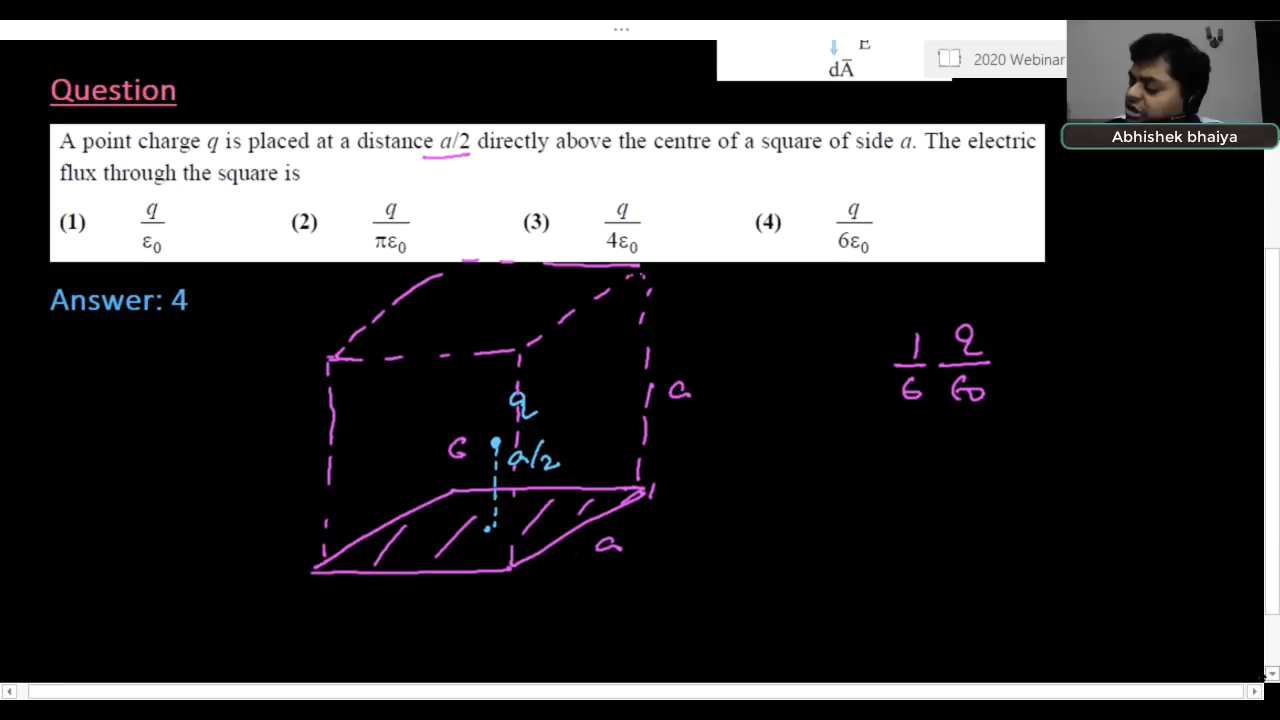 E
dA̅
2020 Webinar
Abhishek bhaiya
Question
A point charge q is placed at a distance a/2 directly above the centre of a square of side a. The electric
flux through the square is
(1) q/ε₀ (2) q/πε₀ (3) q/4ε₀ (4) q/6ε₀
Answer: 4
1/6 q/ε₀
a
q
6
a/2
a